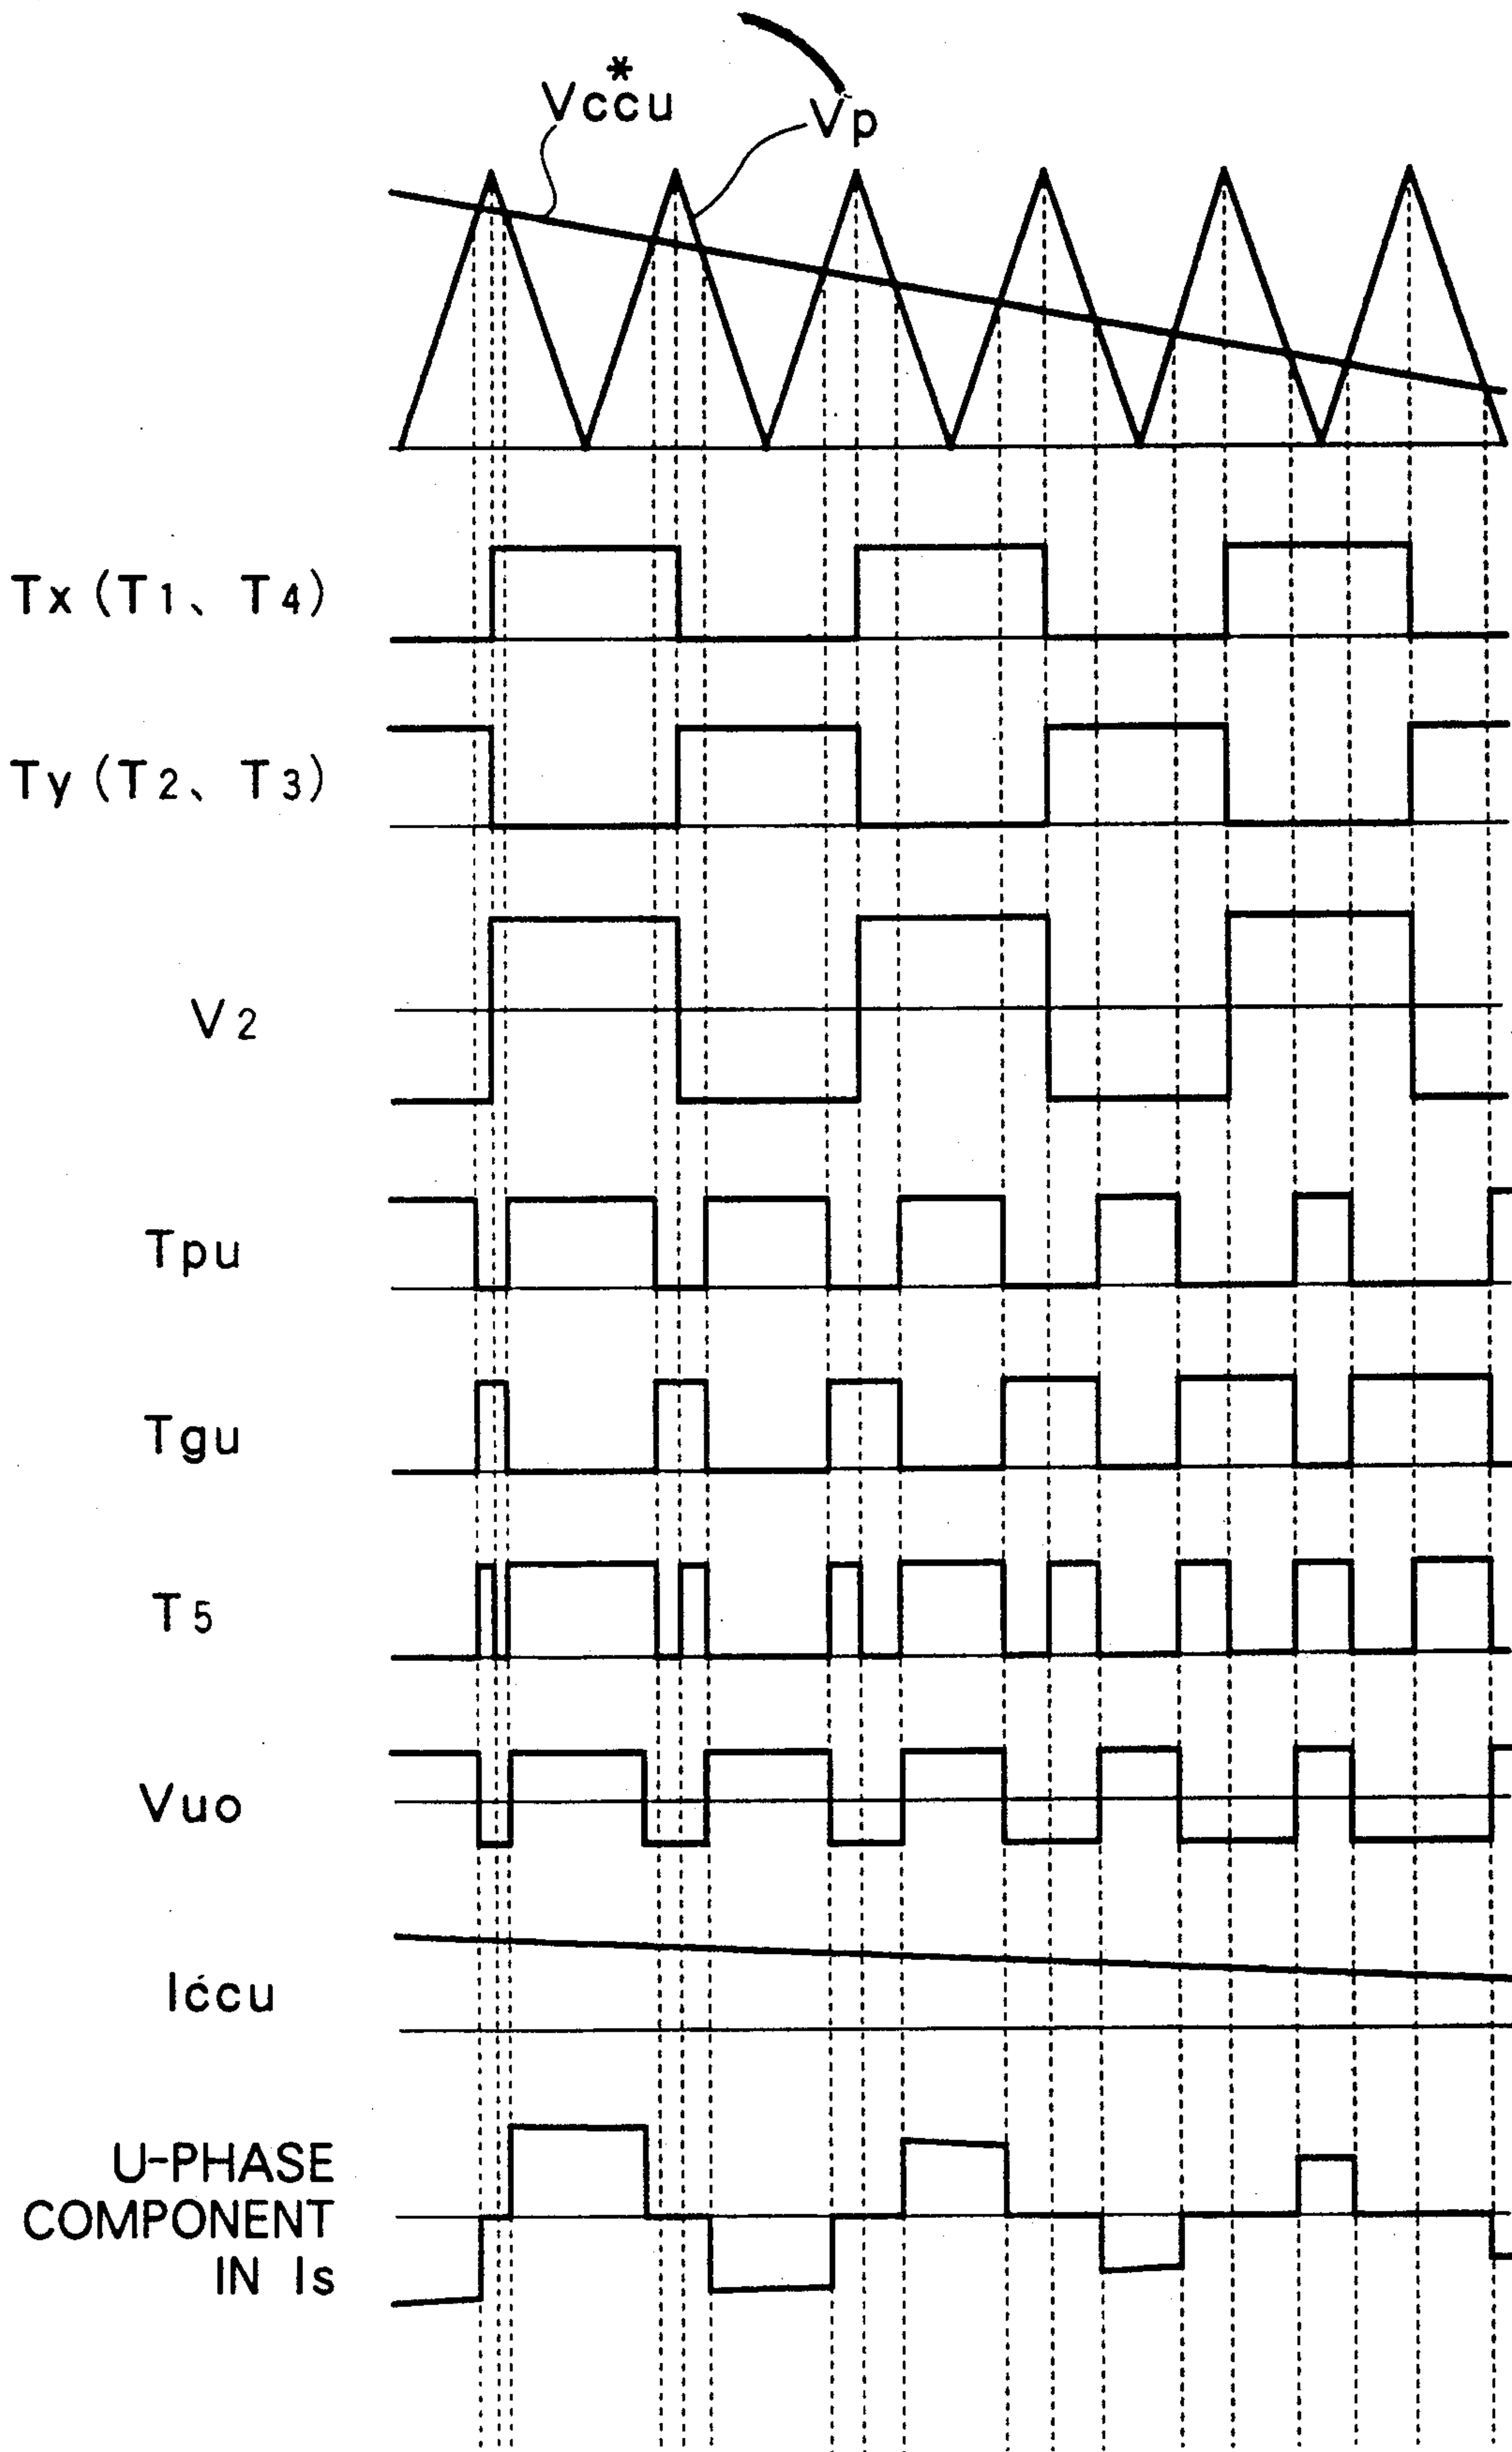 Vccu*
Vp
Tx (T1、T4)
Ty (T2、T3)
V2
Tpu
Tgu
T5
Vuo
Iccu
U-PHASE
COMPONENT
IN Is